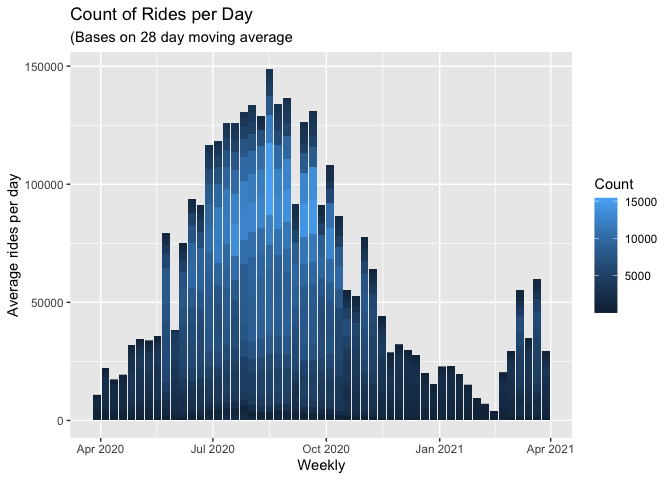 Count of Rides per Day
(Bases on 28 day moving average
Average rides per day
150000
100000
50000
0
Apr 2020 Jul 2020 Oct 2020 Jan 2021 Apr 2021
Weekly
Count
15000
10000
5000